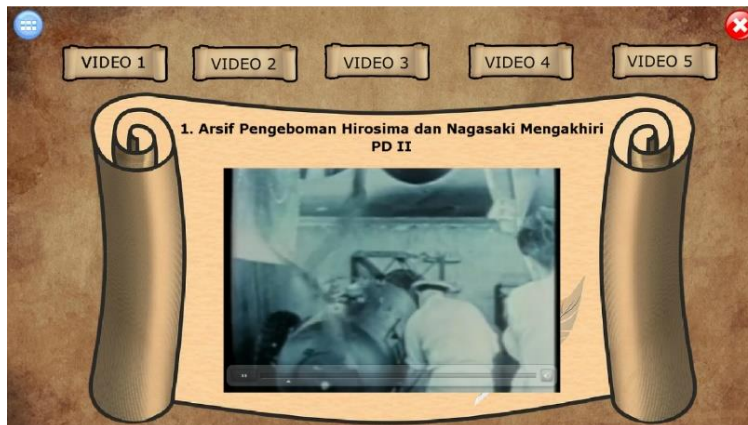 VIDEO 1
VIDEO 2
VIDEO 3
VIDEO 4
VIDEO 5
1. Arsif Pengeboman Hirosima dan Nagasaki Mengakhiri
PD II